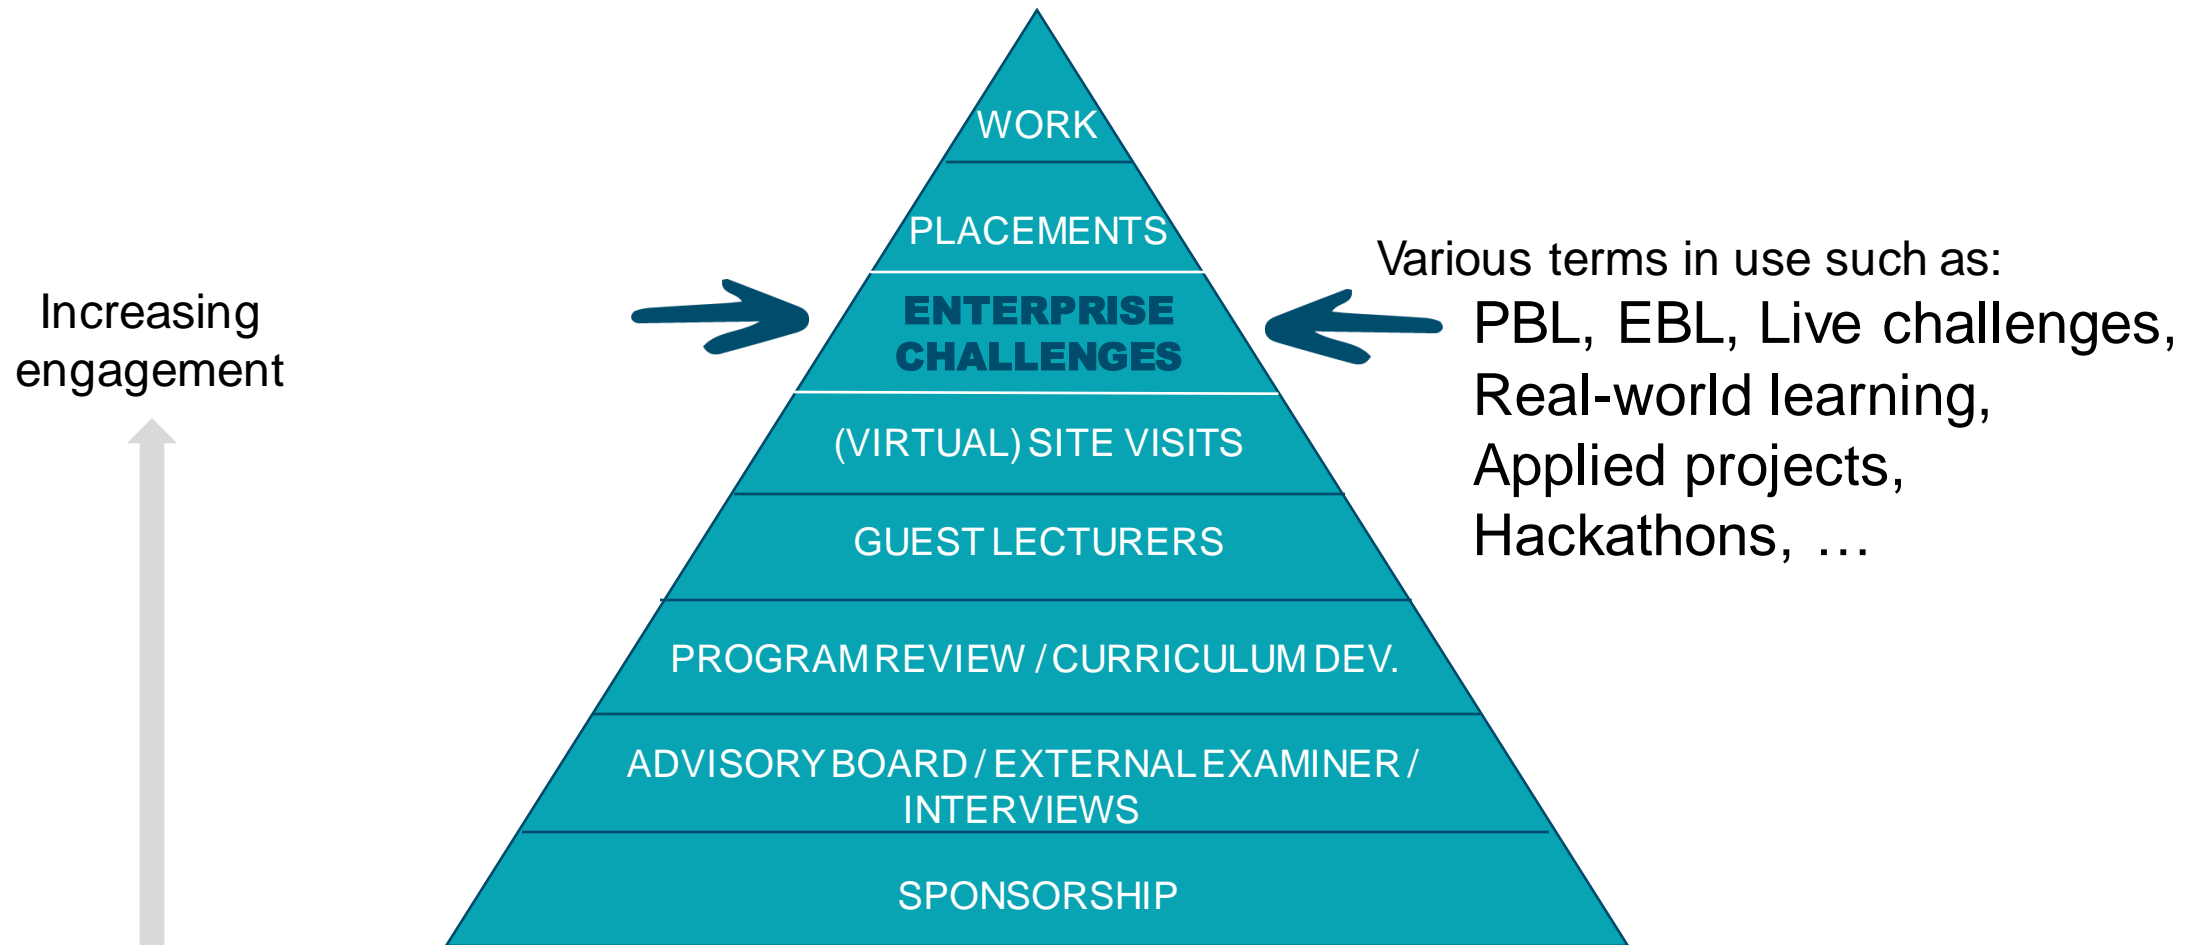 WORK
PLACEMENTS
ENTERPRISE
CHALLENGES
(VIRTUAL) SITE VISITS
GUEST LECTURERS
PROGRAM REVIEW / CURRICULUM DEV.
ADVISORY BOARD / EXTERNAL EXAMINER /
INTERVIEWS
SPONSORSHIP
Increasing
engagement
Various terms in use such as:
PBL, EBL, Live challenges,
Real-world learning,
Applied projects,
Hackathons, …